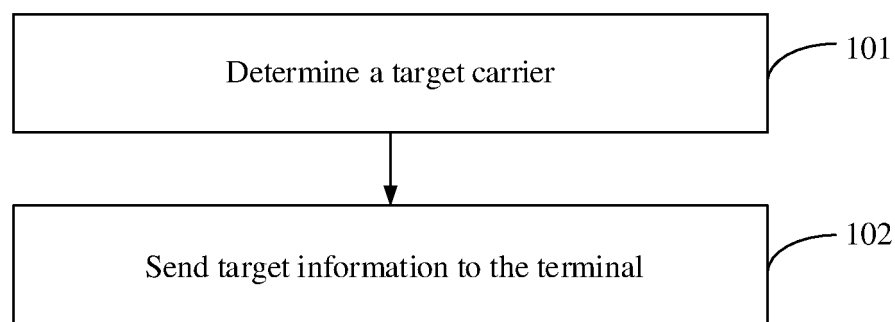 Determine a target carrier
101
Send target information to the terminal
102